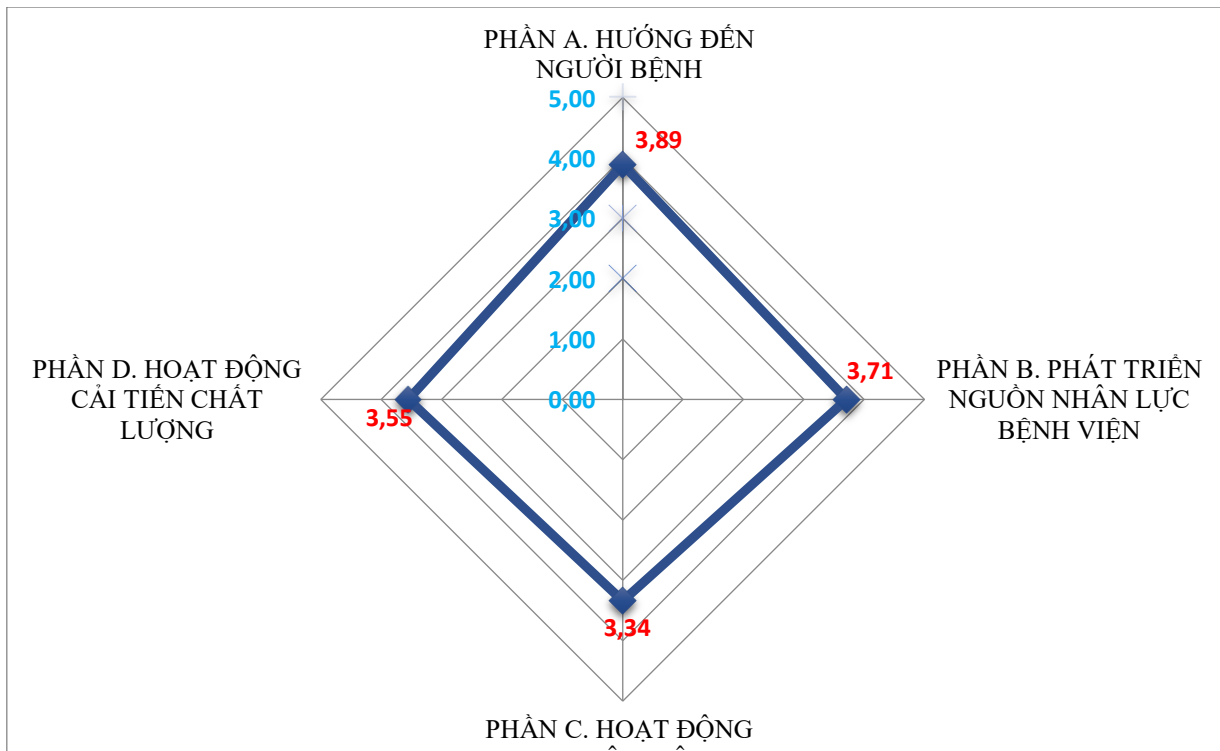 PHẦN A. HƯỚNG ĐẾN
NGƯỜI BỆNH
5,00
3,89
4,00
3,00
2,00
1,00
0,00
3,71
PHẦN B. PHÁT TRIỂN
NGUỒN NHÂN LỰC
BỆNH VIỆN
PHẦN D. HOẠT ĐỘNG
CẢI TIẾN CHẤT
LƯỢNG
3,55
3,34
PHẦN C. HOẠT ĐỘNG